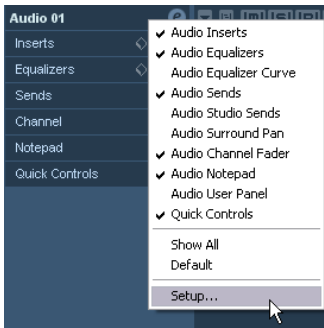 Audio 01
Inserts
Equalizers
Sends
Channel
Notepad
Quick Controls
Audio Inserts
Audio Equalizers
Audio Equalizer Curve
Audio Sends
Audio Studio Sends
Audio Surround Pan
Audio Channel Fader
Audio Notepad
Audio User Panel
Quick Controls
Show All
Default
Setup...